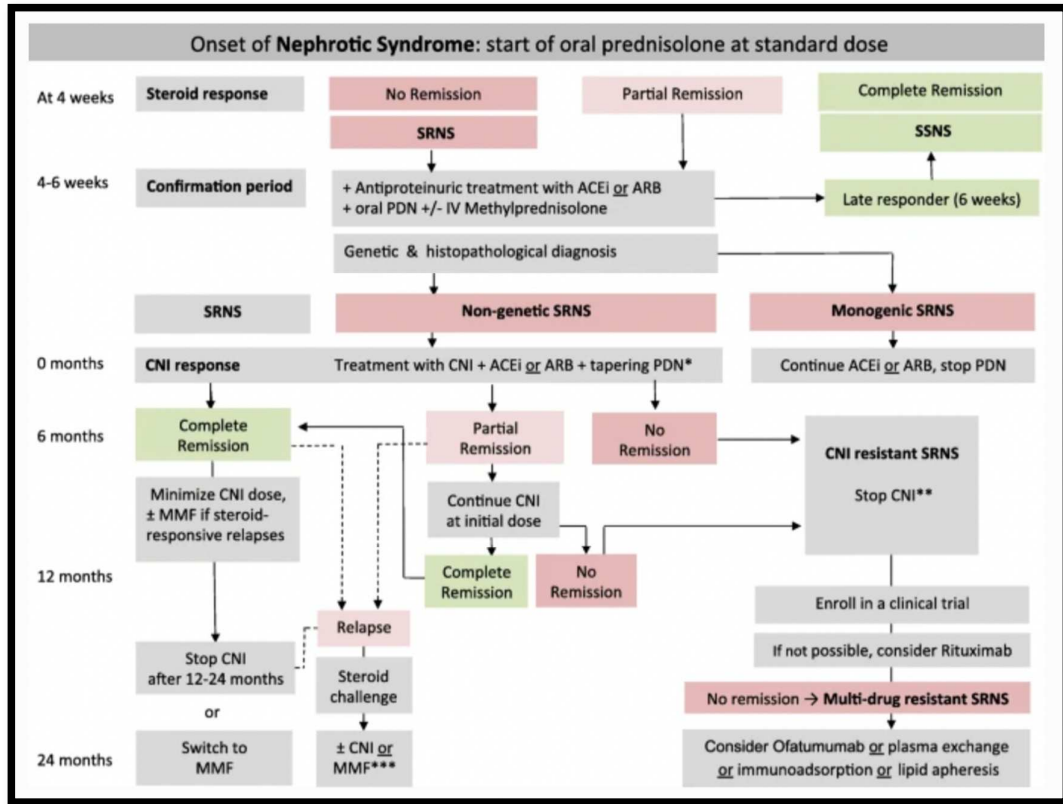 Onset of Nephrotic Syndrome: start of oral prednisolone at standard dose
At 4 weeks
Steroid response
No Remission
Partial Remission
Complete Remission
SRNS
SSNS
4-6 weeks
Confirmation period
+ Antiproteinuric treatment with ACEi or ARB
+ oral PDN +/- IV Methylprednisolone
Late responder (6 weeks)
Genetic & histopathological diagnosis
SRNS
Non-genetic SRNS
Monogenic SRNS
0 months
CNI response
Treatment with CNI + ACEi or ARB + tapering PDN*
Continue ACEi or ARB, stop PDN
6 months
Complete
Remission
Partial
Remission
No
Remission
CNI resistant SRNS
Stop CNI**
Minimize CNI dose,
± MMF if steroid-
responsive relapses
Continue CNI
at initial dose
12 months
Complete
Remission
No
Remission
Enroll in a clinical trial
Relapse
If not possible, consider Rituximab
Stop CNI
after 12-24 months
Steroid
challenge
No remission → Multi-drug resistant SRNS
or
24 months
Switch to
MMF
± CNI or
MMF***
Consider Ofatumumab or plasma exchange
or immunoadsorption or lipid apheresis